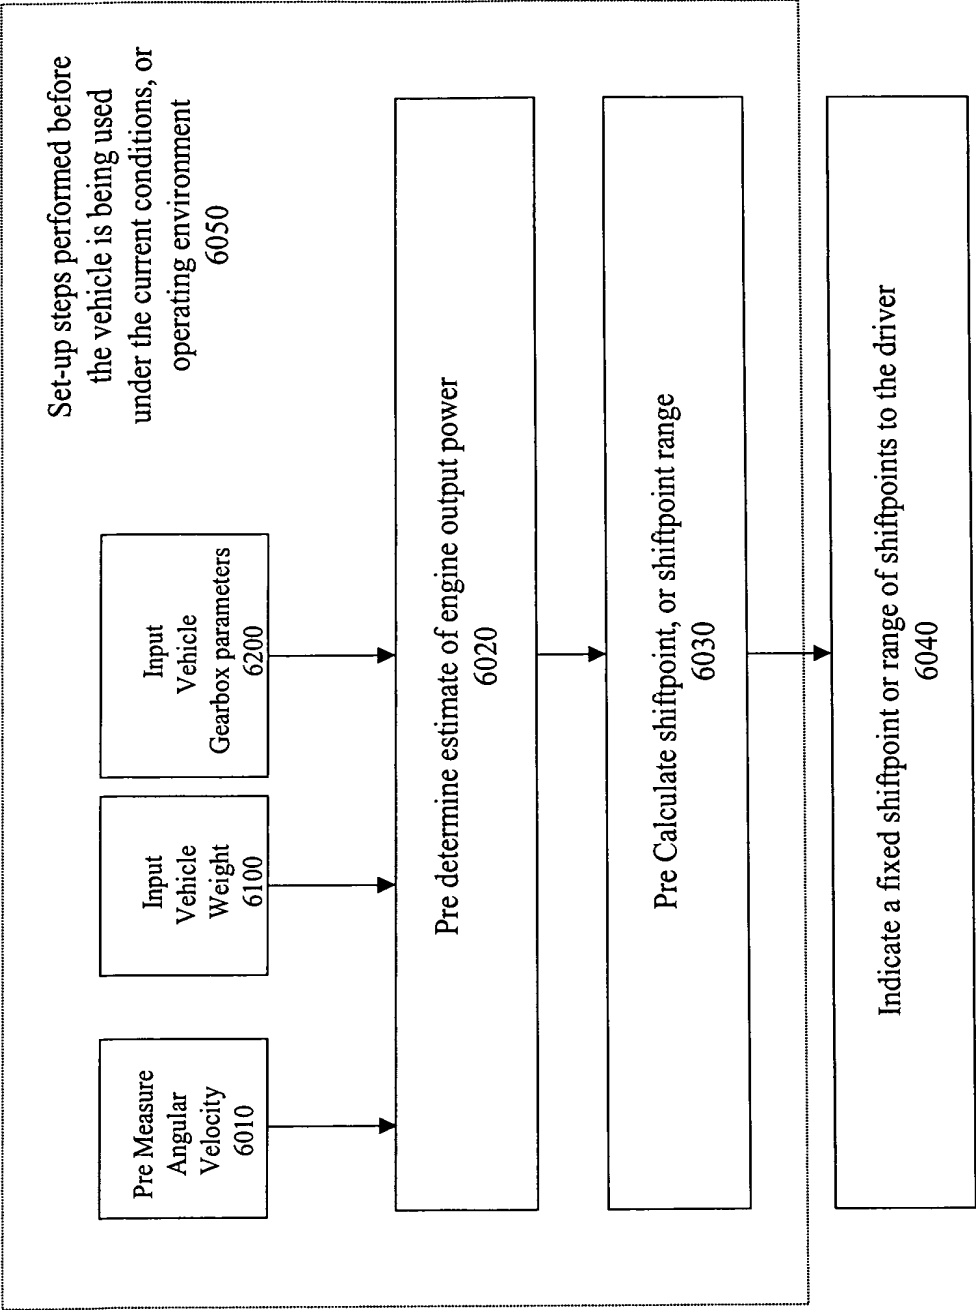 Set-up steps performed before
the vehicle is being used
under the current conditions, or
operating environment
6050
Pre Measure
Angular
Velocity
6010
Input
Vehicle
Weight
6100
Input
Vehicle
Gearbox parameters
6200
Pre determine estimate of engine output power
6020
Pre Calculate shiftpoint, or shiftpoint range
6030
Indicate a fixed shiftpoint or range of shiftpoints to the driver
6040